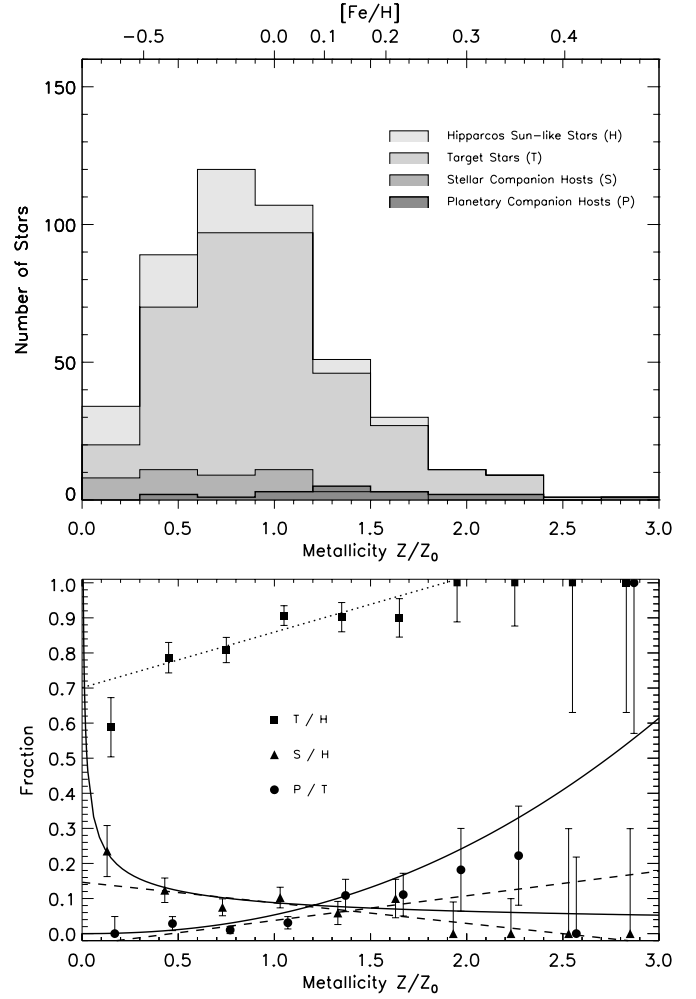 [Fe/H]
-0.5 0.0 0.1 0.2 0.3 0.4
150
Hipparcos Sun-like Stars (H)
Target Stars (T)
Stellar Companion Hosts (S)
Planetary Companion Hosts (P)
100
Number of Stars
50
0
0.0 0.5 1.0 1.5 2.0 2.5 3.0
Metallicity Z/Z₀
1.0
0.9
0.8
0.7
T / H
0.6
S / H
0.5
Fraction
P / T
0.4
0.3
0.2
0.1
0.0
0.0 0.5 1.0 1.5 2.0 2.5 3.0
Metallicity Z/Z₀